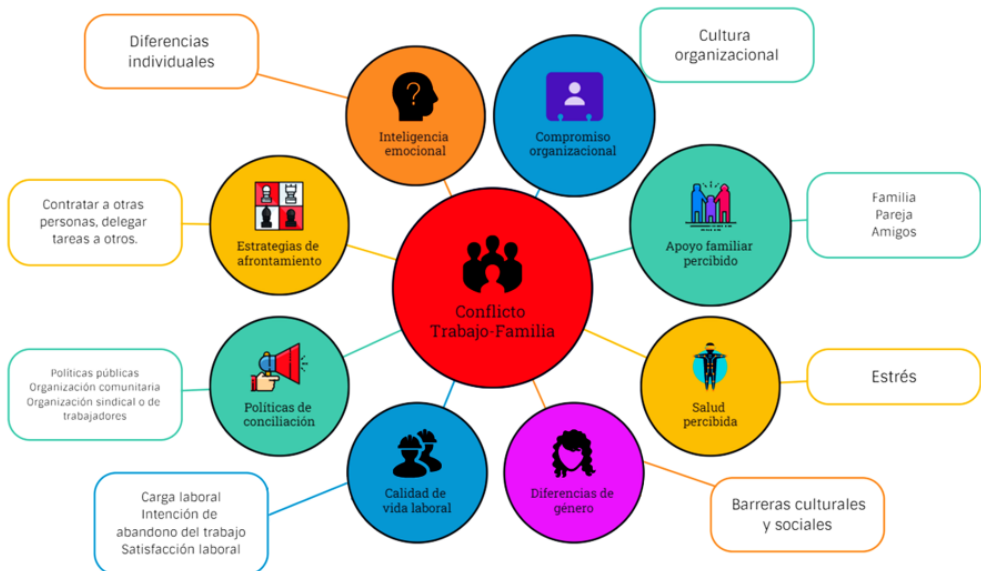 Diferencias
individuales
Cultura
organizacional
?
Inteligencia
emocional
Compromiso
organizacional
Contratar a otras
personas, delegar
tareas a otros.
Estrategias de
afrontamiento
Apoyo familiar
percibido
Familia
Pareja
Amigos
Conflicto
Trabajo-Familia
Políticas públicas
Organización comunitaria
Organización sindical o de
trabajadores
Políticas de
conciliación
Salud
percibida
Estrés
Carga laboral
Intención de
abandono del trabajo
Satisfacción laboral
Calidad de
vida laboral
Diferencias de
género
Barreras culturales
y sociales